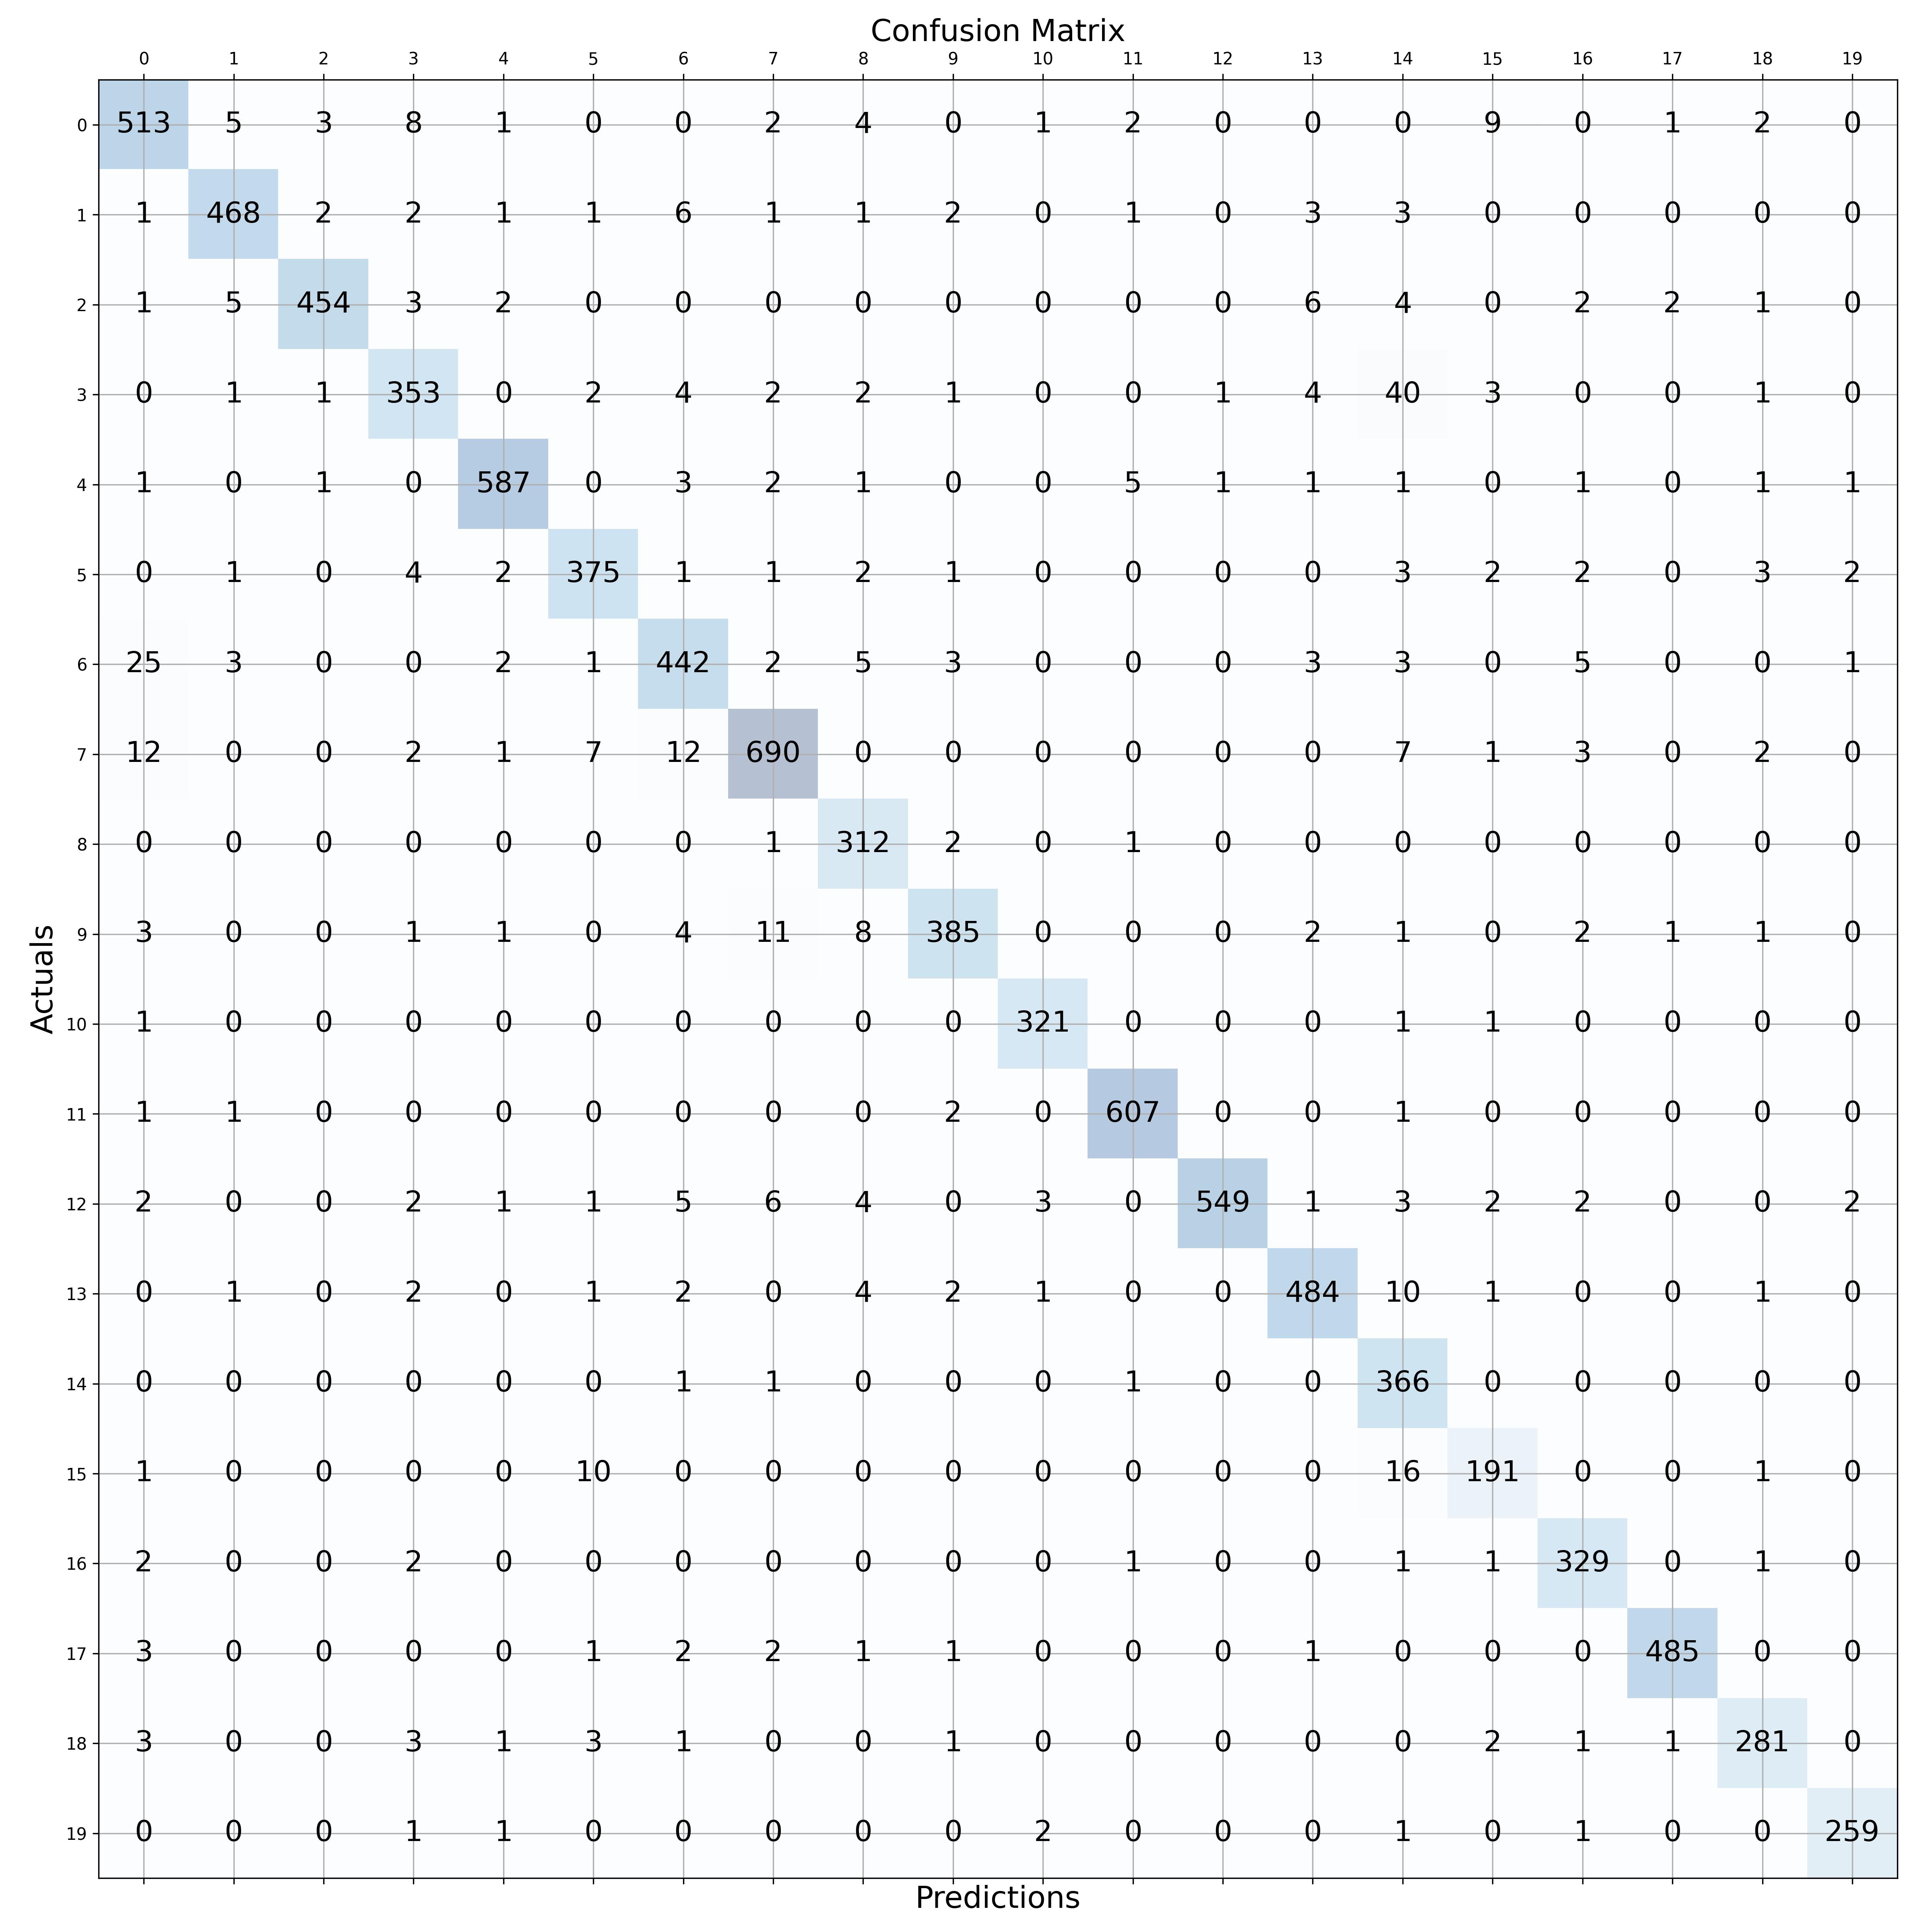 Confusion Matrix
0 1 2 3 4 5 6 7 8 9 10 11 12 13 14 15 16 17 18 19
0 513 5 3 8 1 0 0 2 4 0 1 2 0 0 0 9 0 1 2 0
1 1 468 2 2 1 1 6 1 1 2 0 1 0 3 3 0 0 0 0 0
2 1 5 454 3 2 0 0 0 0 0 0 0 0 6 4 0 2 2 1 0
3 0 1 1 353 0 2 4 2 2 1 0 0 1 4 40 3 0 0 1 0
4 1 0 1 0 587 0 3 2 1 0 0 5 1 1 1 0 1 0 1 1
5 0 1 0 4 2 375 1 1 2 1 0 0 0 0 3 2 2 0 3 2
6 25 3 0 0 2 1 442 2 5 3 0 0 0 3 3 0 5 0 0 1
7 12 0 0 2 1 7 12 690 0 0 0 0 0 0 7 1 3 0 2 0
8 0 0 0 0 0 0 0 1 312 2 0 1 0 0 0 0 0 0 0 0
9 3 0 0 1 1 0 4 11 8 385 0 0 0 2 1 0 2 1 1 0
Actuals
10 1 0 0 0 0 0 0 0 0 0 321 0 0 0 1 1 0 0 0 0
11 1 1 0 0 0 0 0 0 0 2 0 607 0 0 1 0 0 0 0 0
12 2 0 0 2 1 1 5 6 4 0 3 0 549 1 3 2 2 0 0 2
13 0 1 0 2 0 1 2 0 4 2 1 0 0 484 10 1 0 0 1 0
14 0 0 0 0 0 0 1 1 0 0 0 1 0 0 366 0 0 0 0 0
15 1 0 0 0 0 10 0 0 0 0 0 0 0 0 16 191 0 0 1 0
16 2 0 0 2 0 0 0 0 0 0 0 1 0 0 1 1 329 0 1 0
17 3 0 0 0 0 1 2 2 1 1 0 0 0 1 0 0 0 485 0 0
18 3 0 0 3 1 3 1 0 0 1 0 0 0 0 0 2 1 1 281 0
19 0 0 0 1 1 0 0 0 0 0 2 0 0 0 1 0 1 0 0 259
Predictions